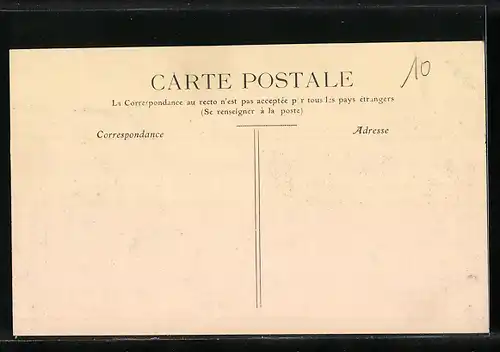 10
CARTE POSTALE
La Correspondance au recto n'est pas acceptée p r tous les pays étrangers
(Se renseigner à la poste)
Correspondance
Adresse